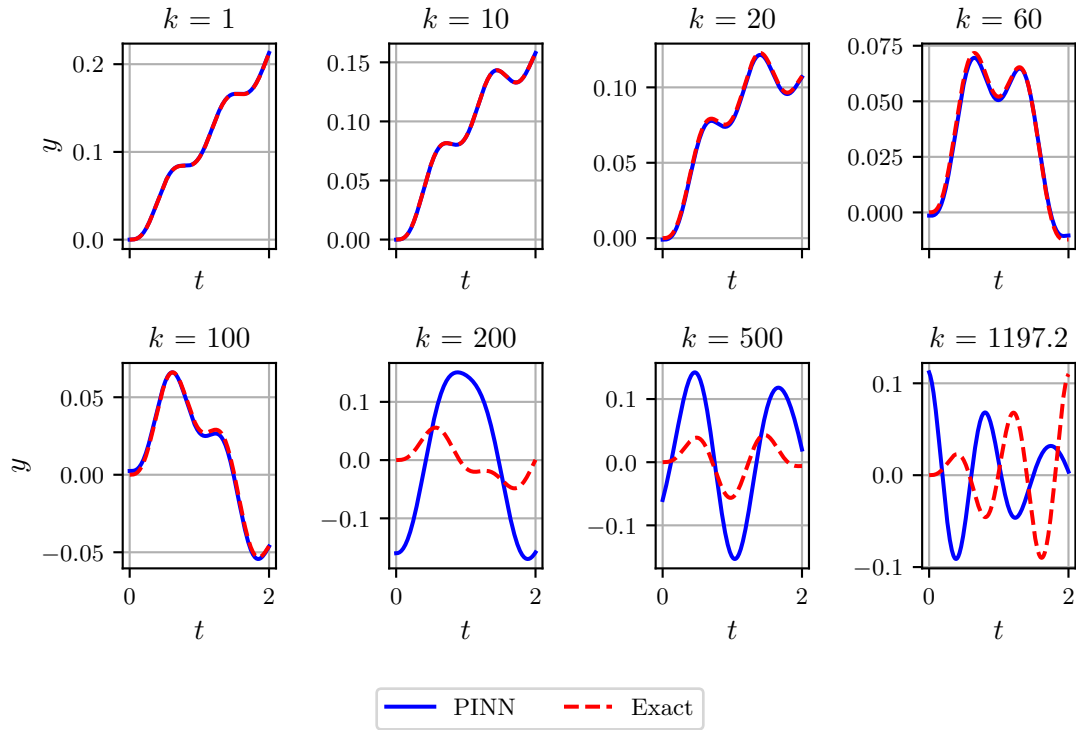 k = 1
k = 10
k = 20
k = 60
0.2
0.1
0.0
y
t
0.15
0.10
0.05
0.00
t
0.10
0.05
0.00
t
0.075
0.050
0.025
0.000
t
k = 100
k = 200
k = 500
k = 1197.2
0.05
0.00
−0.05
y
0 2
t
0.1
0.0
−0.1
0 2
t
0.1
0.0
−0.1
0 2
t
0.1
0.0
−0.1
0 2
t
PINN Exact